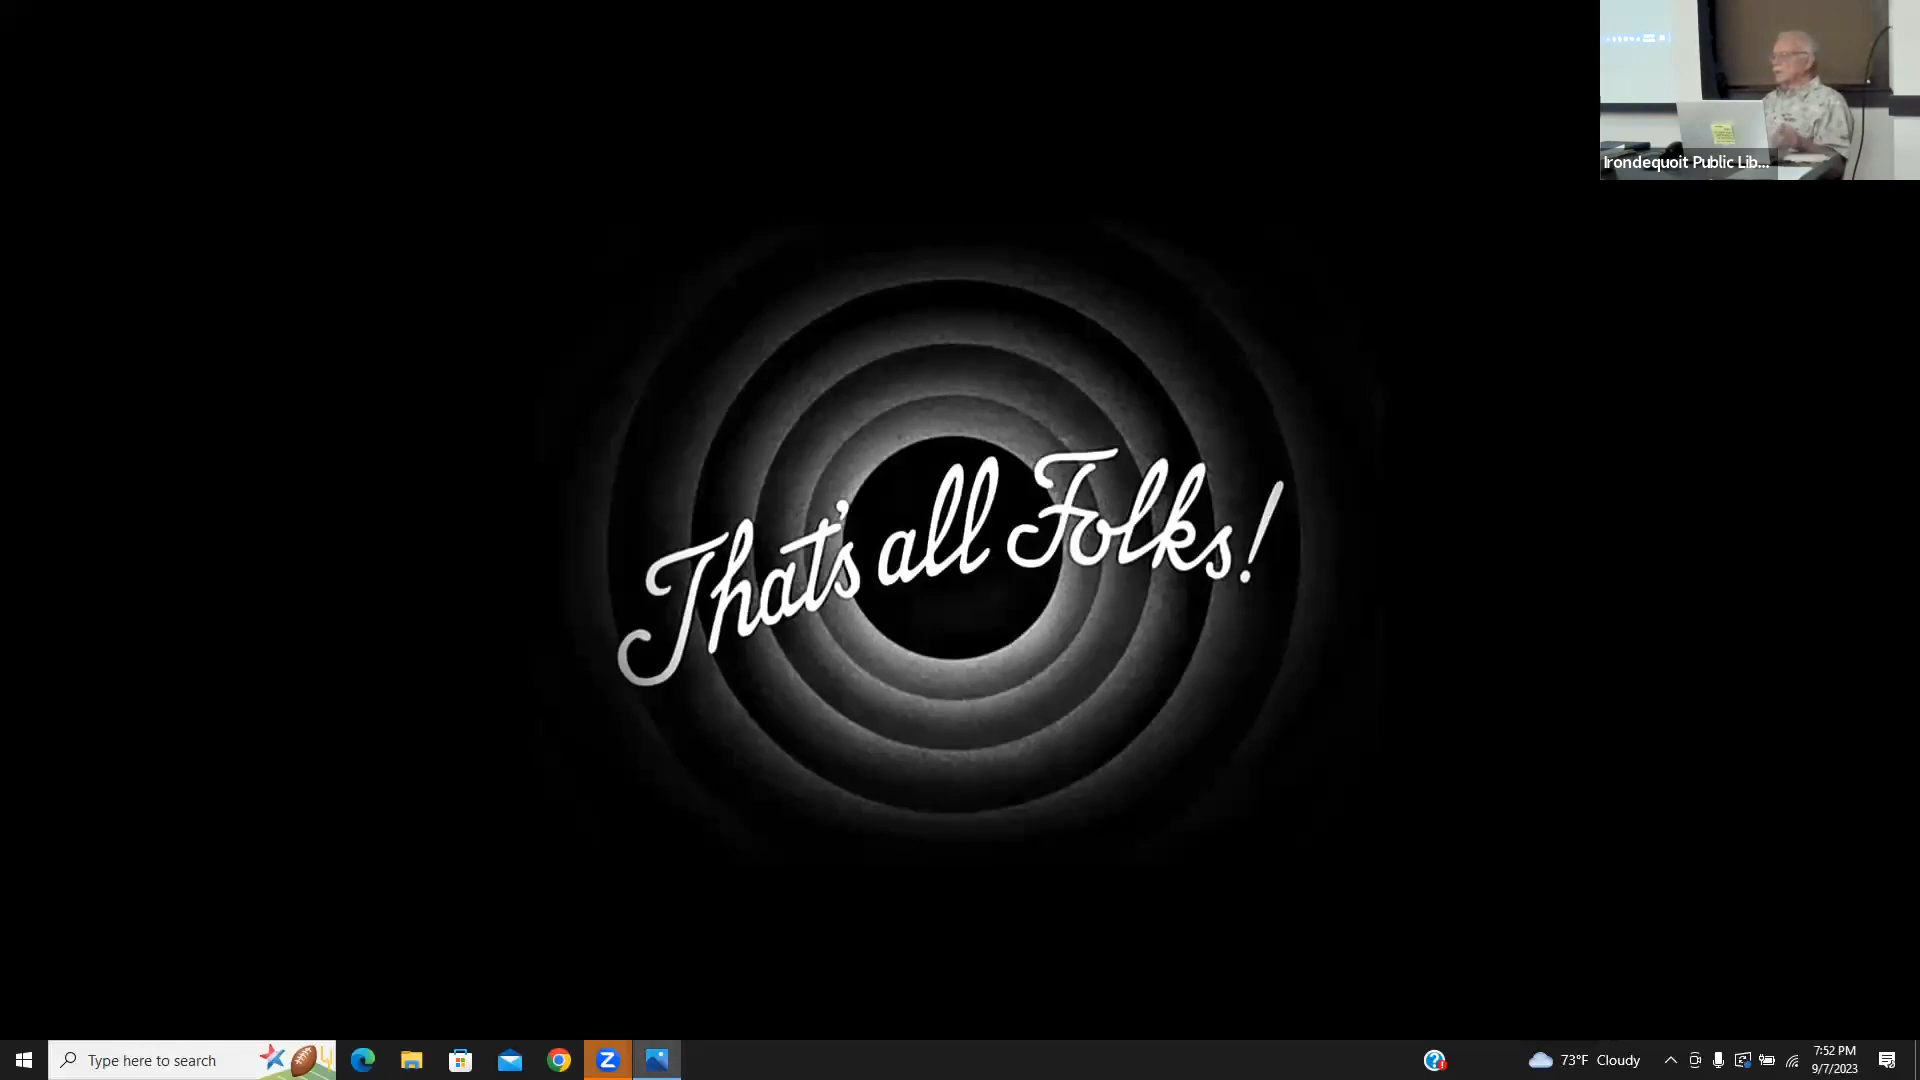 Irondequoit Public Lib...
That's all Folks!
Type here to search
73°F Cloudy
7:52 PM
9/7/2023